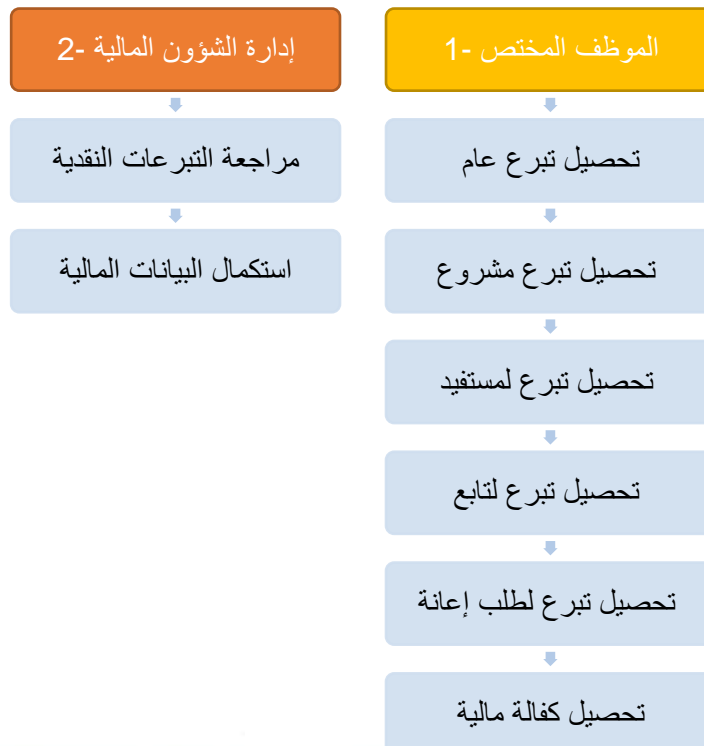 الموظف المختص -1
تحصيل تبرع عام
تحصيل تبرع مشروع
تحصيل تبرع لمستفيد
تحصيل تبرع لتابع
تحصيل تبرع لطلب إعانة
تحصيل كفالة مالية
إدارة الشؤون المالية -2
مراجعة التبرعات النقدية
استكمال البيانات المالية